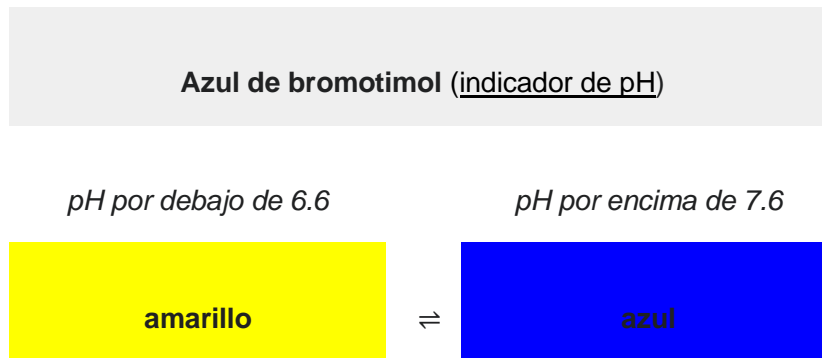 Azul de bromotimol (indicador de pH)
pH por debajo de 6.6 pH por encima de 7.6
amarillo ⇌ azul